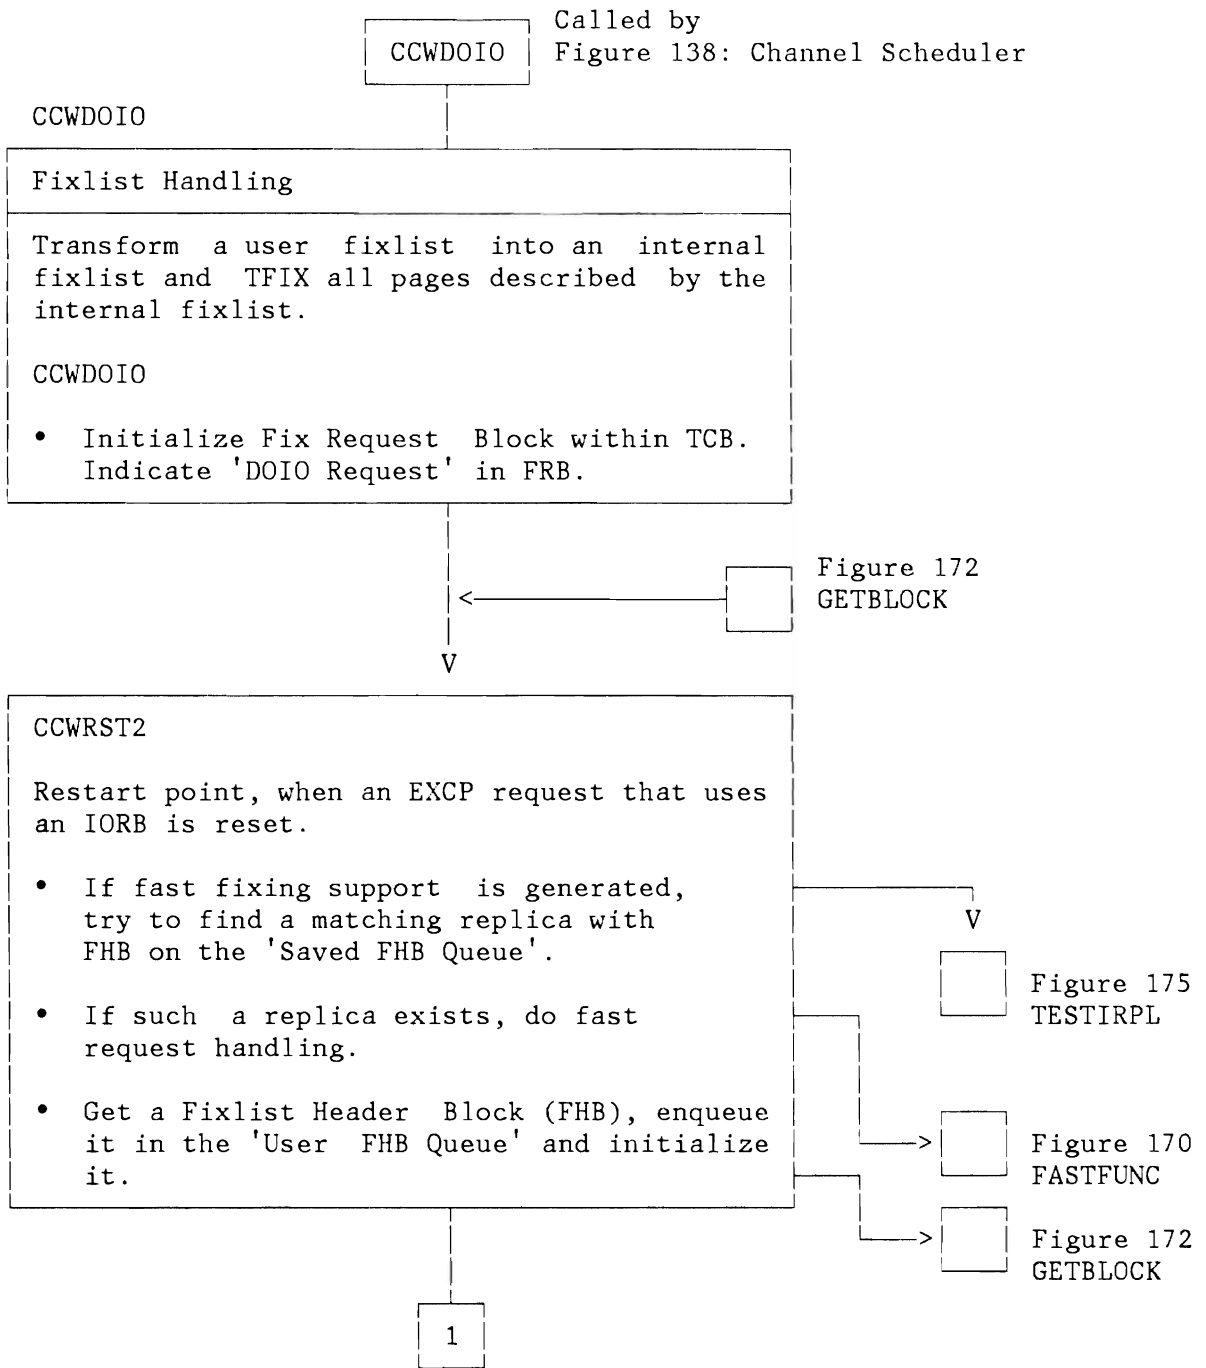 Called by
CCWDOIO
Figure 138: Channel Scheduler
CCWDOIO
Fixlist Handling
Transform a user fixlist into an internal
fixlist and TFIX all pages described by the
internal fixlist.
CCWDOIO
• Initialize Fix Request Block within TCB.
Indicate 'DOIO Request' in FRB.
Figure 172
GETBLOCK
<
V
CCWRST2
Restart point, when an EXCP request that uses
an IORB is reset.
• If fast fixing support is generated,
try to find a matching replica with
FHB on the 'Saved FHB Queue'.
V
Figure 175
TESTIRPL
• If such a replica exists, do fast
request handling.
• Get a Fixlist Header Block (FHB), enqueue
it in the 'User FHB Queue' and initialize
it.
>
Figure 170
FASTFUNC
>
Figure 172
GETBLOCK
1